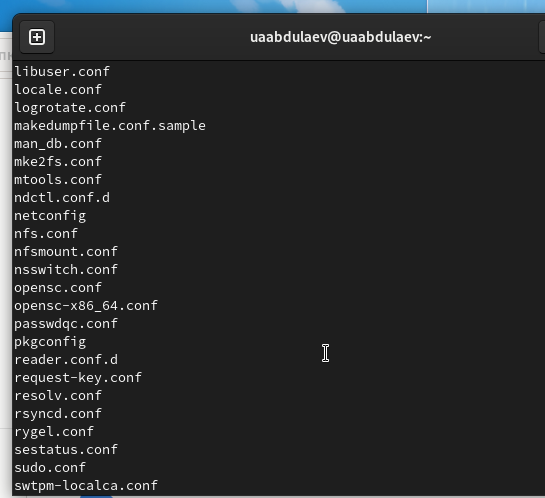 uaabdulaev@uaabdulaev:~
libuser.conf
locale.conf
logrotate.conf
makedumpfile.conf.sample
man_db.conf
mke2fs.conf
mtools.conf
ndctl.conf.d
netconfig
nfs.conf
nfsmount.conf
nsswitch.conf
opensc.conf
opensc-x86_64.conf
passwdqc.conf
pkgconfig
reader.conf.d
request-key.conf
resolv.conf
rsyncd.conf
rygel.conf
sestatus.conf
sudo.conf
swtpm-localca.conf